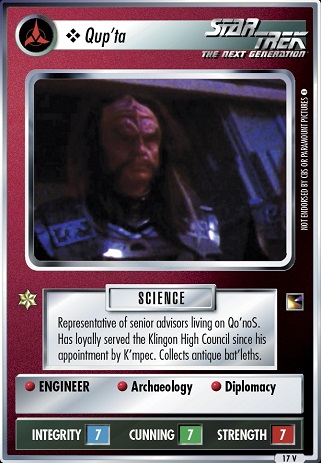 ❖ Qup'ta
STAR TREK
THE NEXT GENERATION®
NOT ENDORSED BY CBS OR PARAMOUNT PICTURES
SCIENCE
Representative of senior advisors living on Qo'noS.
Has loyally served the Klingon High Council since his
appointment by K'mpec. Collects antique bat'leths.
ENGINEER Archaeology Diplomacy
INTEGRITY 7 CUNNING 7 STRENGTH 7
17 V